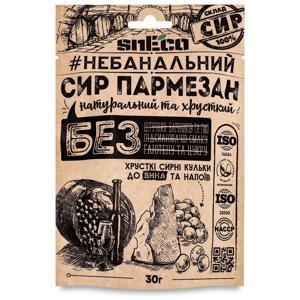 СКЛАД
СИР
100%
SNECO
#НЕБАНАЛЬНИЙ
СИР ПАРМЕЗАН
натуральний та хрусткий
БЕЗ
ГЛЮТЕНУ ТА ЦУКРУ
ХРУСТКІ СИРНІ КУЛЬКИ
ДО ВИНА ТА НАПОЇВ
ISO
ISO
22000
HACCP
30г